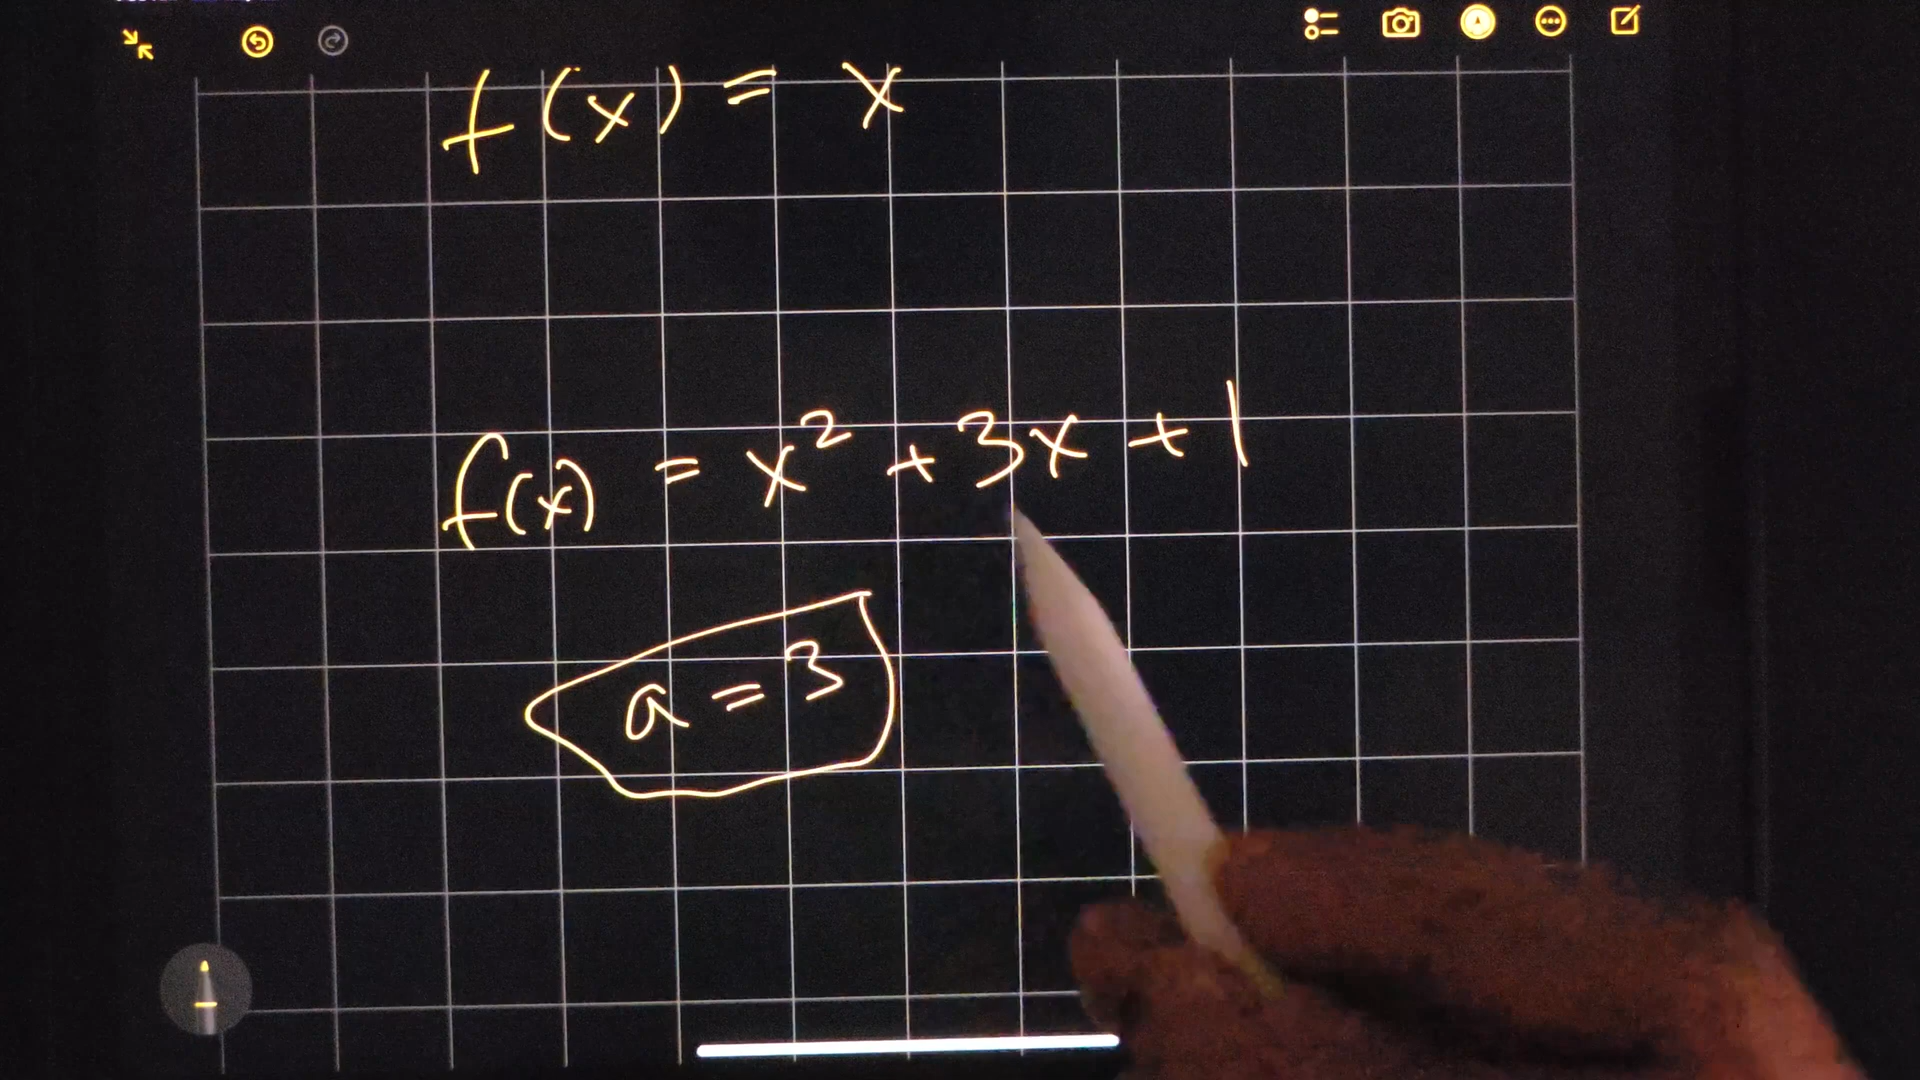 f(x) = x
f(x) = x² + 3x + 1
a = 3